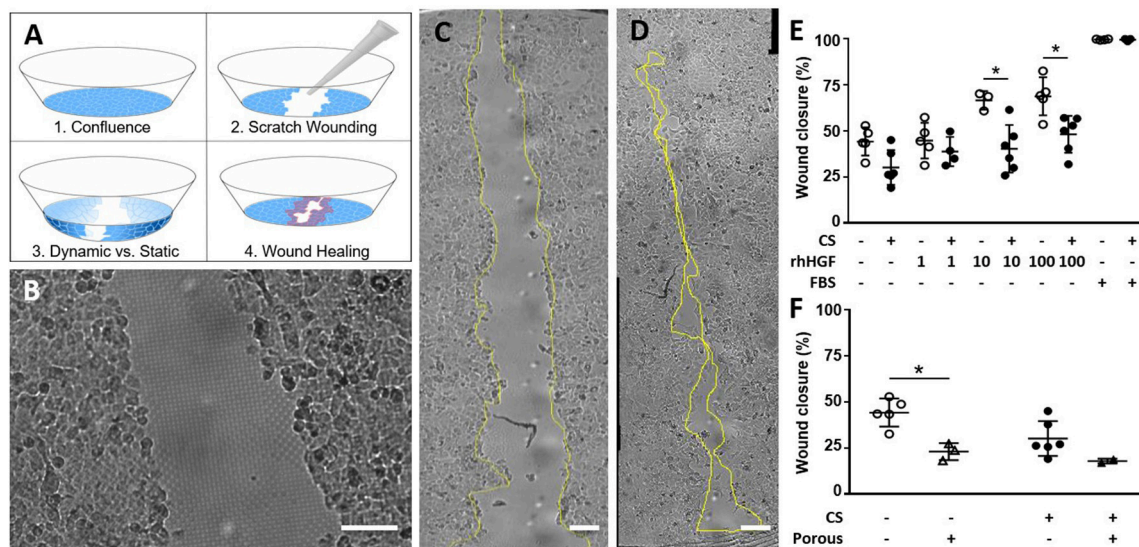 A
1. Confluence
2. Scratch Wounding
3. Dynamic vs. Static
4. Wound Healing
B
C
D
E
Wound closure (%)
100
75
50
25
0
*
*
CS - + - + - + - + - +
rhHGF - - 1 1 10 10 100 100 - -
FBS - - - - - - - - + +
F
Wound closure (%)
100
75
50
25
0
*
CS - - + +
Porous - + - +